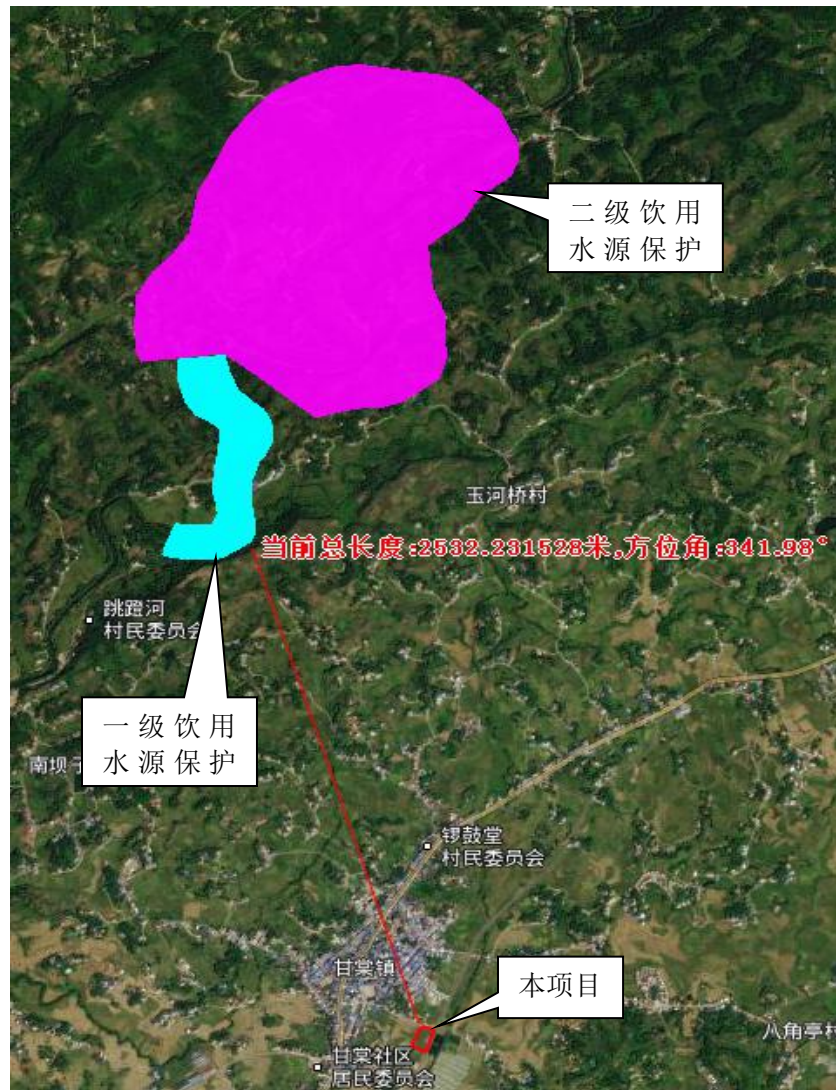 二级饮用
水源保护
玉河桥村
当前总长度:2532.231528米,方位角:341.98°
跳蹬河
村民委员会
一级饮用
水源保护
南坝子
锣鼓堂
村民委员会
甘棠镇
本项目
八角亭村
甘棠社区
居民委员会